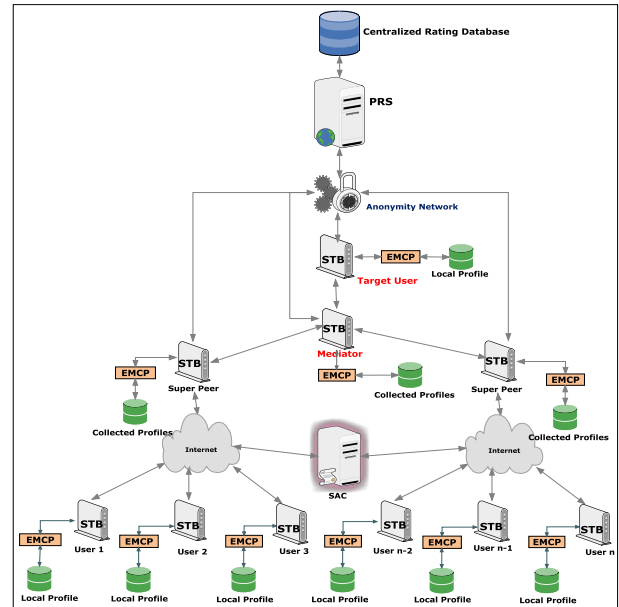 Centralized Rating Database
PRS
Anonymity Network
STB
EMCP
Local Profile
Target User
STB
Mediator
EMCP
Collected Profiles
STB
EMCP
Super Peer
Collected Profiles
STB
Super Peer
EMCP
Collected Profiles
Internet
SAC
Internet
STB
User 1
EMCP
Local Profile
STB
User 2
EMCP
Local Profile
STB
User 3
EMCP
Local Profile
STB
User n-2
EMCP
Local Profile
STB
User n-1
EMCP
Local Profile
STB
User n
EMCP
Local Profile